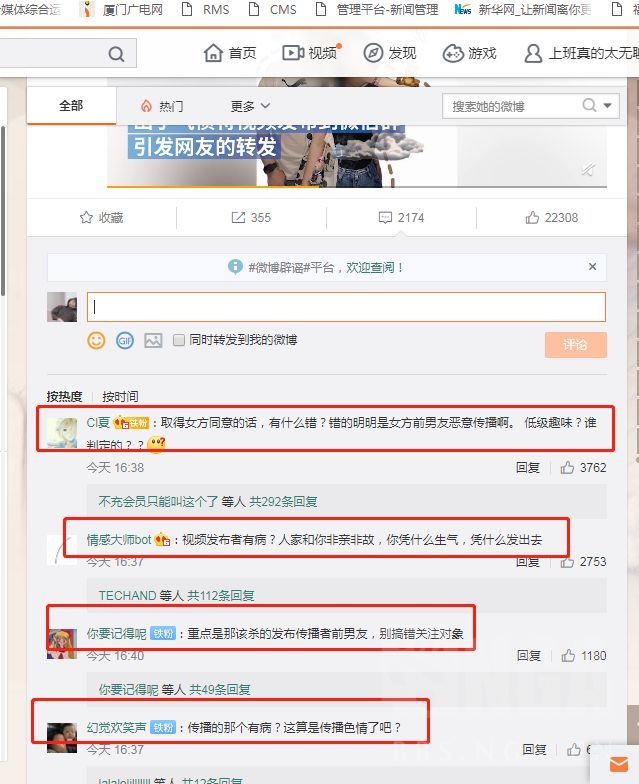 媒体综合运 厦门广电网 RMS CMS 管理平台-新闻管理 News 新华网_让新闻离你更
首页 视频 发现 游戏 上班真的太无聊
全部 热门 更多 搜索她的微博
引发网友的转发
收藏 355 2174 22308
#微博辟谣#平台，欢迎查阅！ ×
GIF 同时转发到我的微博 评论
按热度 按时间
CI夏 铁粉：取得女方同意的话，有什么错？错的明明是女方前男友恶意传播啊。 低级趣味？谁
判定的？？
今天 16:38 回复 3762
不充会员只能叫这个了 等人 共292条回复
情感大师bot：视频发布者有病？人家和你非亲非故，你凭什么生气，凭什么发出去
今天 16:37 回复 2753
TECHAND 等人 共112条回复
你要记得呢 铁粉：重点是那该杀的发布传播者前男友，别搞错关注对象
今天 16:40 回复 1180
你要记得呢 等人 共49条回复
幻觉欢笑声 铁粉：传播的那个有病？这算是传播色情了吧？
今天 16:37 回复
等人 共12条回复